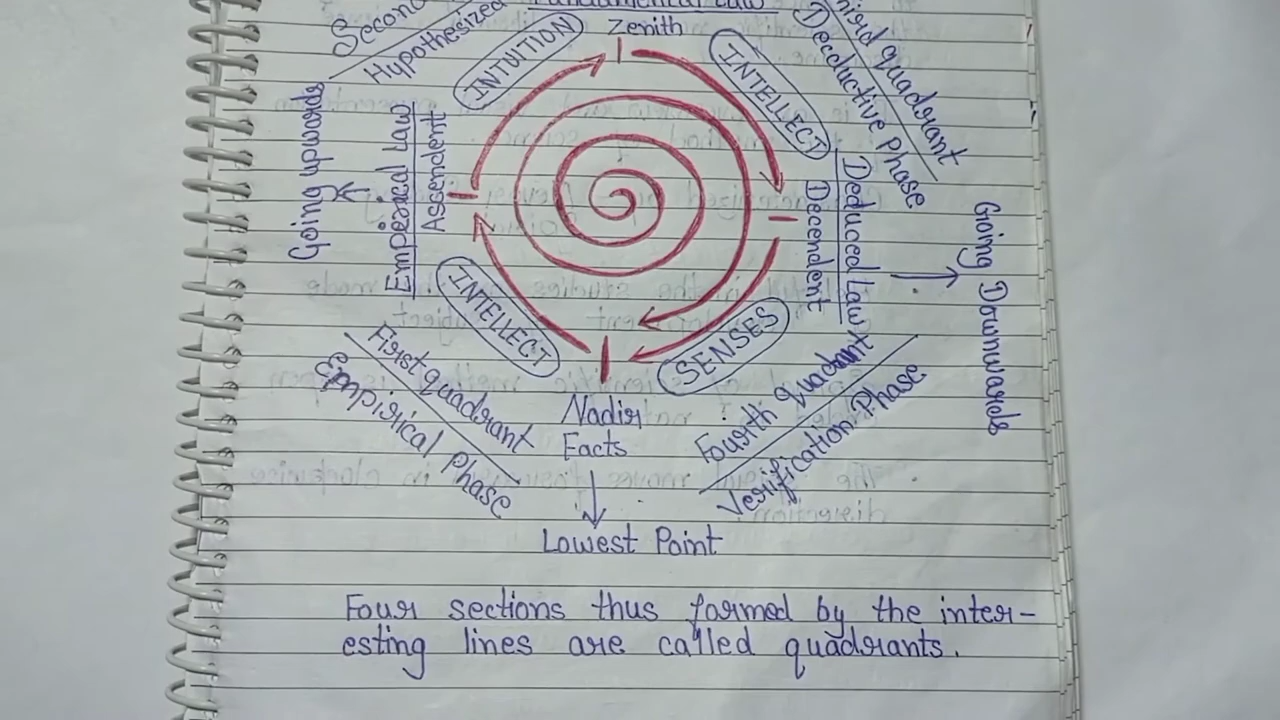 Fundamental Law
Zenith
Second
Hypothesized
INTUITION
INTELLECT
Third quadrant
Deductive Phase
Going upwards
Empirical Law
Ascendent
Deduced Law
Decendent
Going Downwards
INTELLECT
SENSES
First quadrant
Empirical Phase
Nadir
Facts
Lowest Point
Fourth quadrant
Verification Phase
Four sections thus formed by the inter-
esting lines are called quadrants.